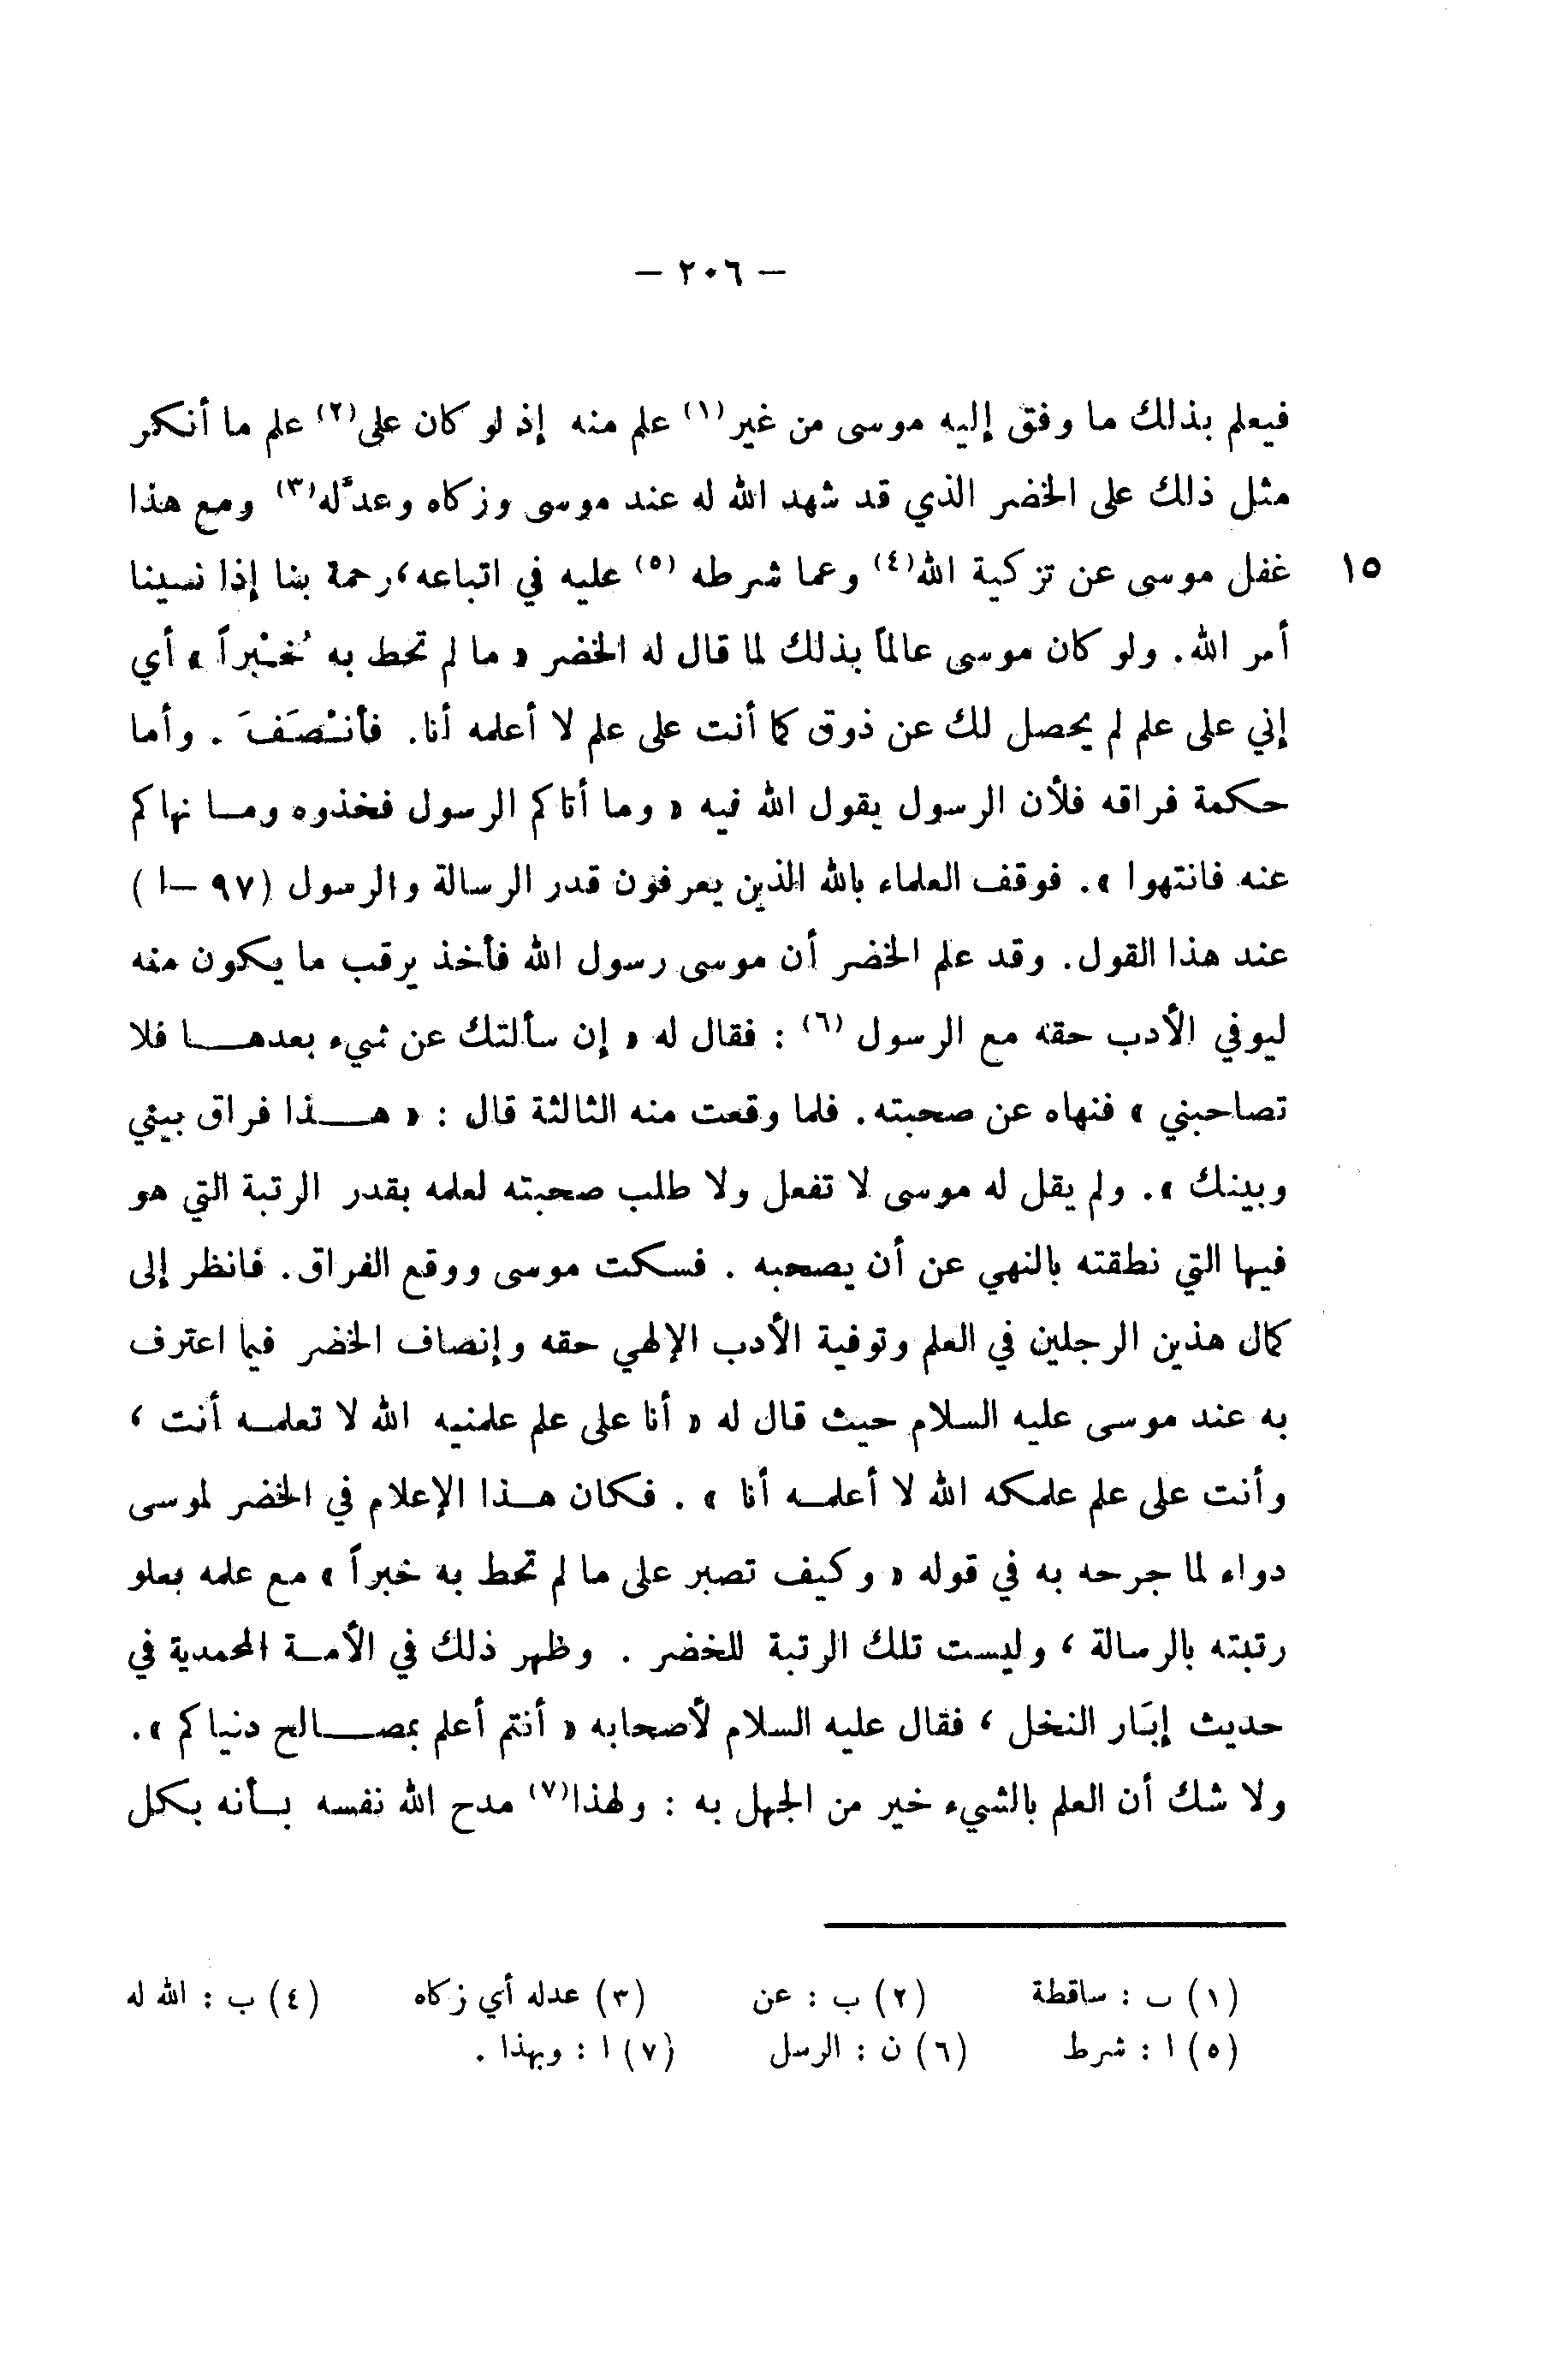 – ٢٠٦ –
فيعلم بذلك ما وفق إليه موسى من غير(١) علم منه إذ لو كان على(٢) علم ما أنكر
مثل ذلك على الخضر الذي قد شهد الله له عند موسى وزكاه وعدَّله(٣) ومع هذا
١٥ غفل موسى عن تزكية الله(٤) وعما شرطه (٥) عليه في اتباعه، رحمة بنا إذا نسينا
أمر الله. ولو كان موسى عالماً بذلك لما قال له الخضر « ما لم تحط به خُبْراً » أي
إني على علم لم يحصل لك عن ذوق كما أنت على علم لا أعلمه أنا. فأنْصَفَ . وأما
حكمة فراقه فلأن الرسول يقول الله فيه « وما أتاكم الرسول فخذوه وما نهاكم
عنه فانتهوا ». فوقف العلماء بالله الذين يعرفون قدر الرسالة والرسول (٩٧ –ا )
عند هذا القول. وقد علم الخضر أن موسى رسول الله فأخذ يرقب ما يكون منه
ليوفي الأدب حقه مع الرسول (٦) : فقال له « إن سألتك عن شيء بعدها فلا
تصاحبني » فنهاه عن صحبته. فلما وقعت منه الثالثة قال : « هذا فراق بيني
وبينك ». ولم يقل له موسى لا تفعل ولا طلب صحبته لعلمه بقدر الرتبة التي هو
فيها التي نطقته بالنهي عن أن يصحبه . فسكت موسى ووقع الفراق. فانظر إلى
كمال هذين الرجلين في العلم وتوفية الأدب الإلهي حقه وإنصاف الخضر فيما اعترف
به عند موسى عليه السلام حيث قال له « أنا على علم علمنيه الله لا تعلمه أنت ،
وأنت على علم علمكه الله لا أعلمه أنا » . فكان هذا الإعلام في الخضر لموسى
دواء لما جرحه به في قوله « وكيف تصبر على ما لم تحط به خبراً » مع علمه بعلو
رتبته بالرسالة ، وليست تلك الرتبة للخضر . وظهر ذلك في الأمة المحمدية في
حديث إبَار النخل ، فقال عليه السلام لأصحابه « أنتم أعلم بمصالح دنياكم ».
ولا شك أن العلم بالشيء خير من الجهل به : ولهذا(٧) مدح الله نفسه بأنه بكل
(١) ب : ساقطة (٢) ب : عن (٣) عدله أي زكاه (٤) ب : الله له
(٥) ا : شرط (٦) ن : الرسل (٧) ا : وبهذا .